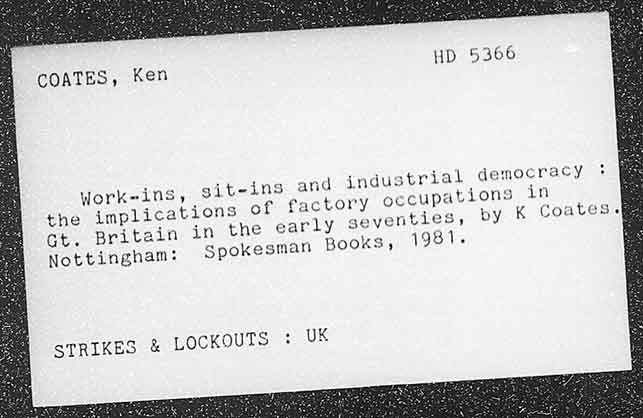 HD 5366
COATES, Ken
Work-ins, sit-ins and industrial democracy :
the implications of factory occupations in
Gt. Britain in the early seventies, by K Coates.
Nottingham: Spokesman Books, 1981.
STRIKES & LOCKOUTS : UK